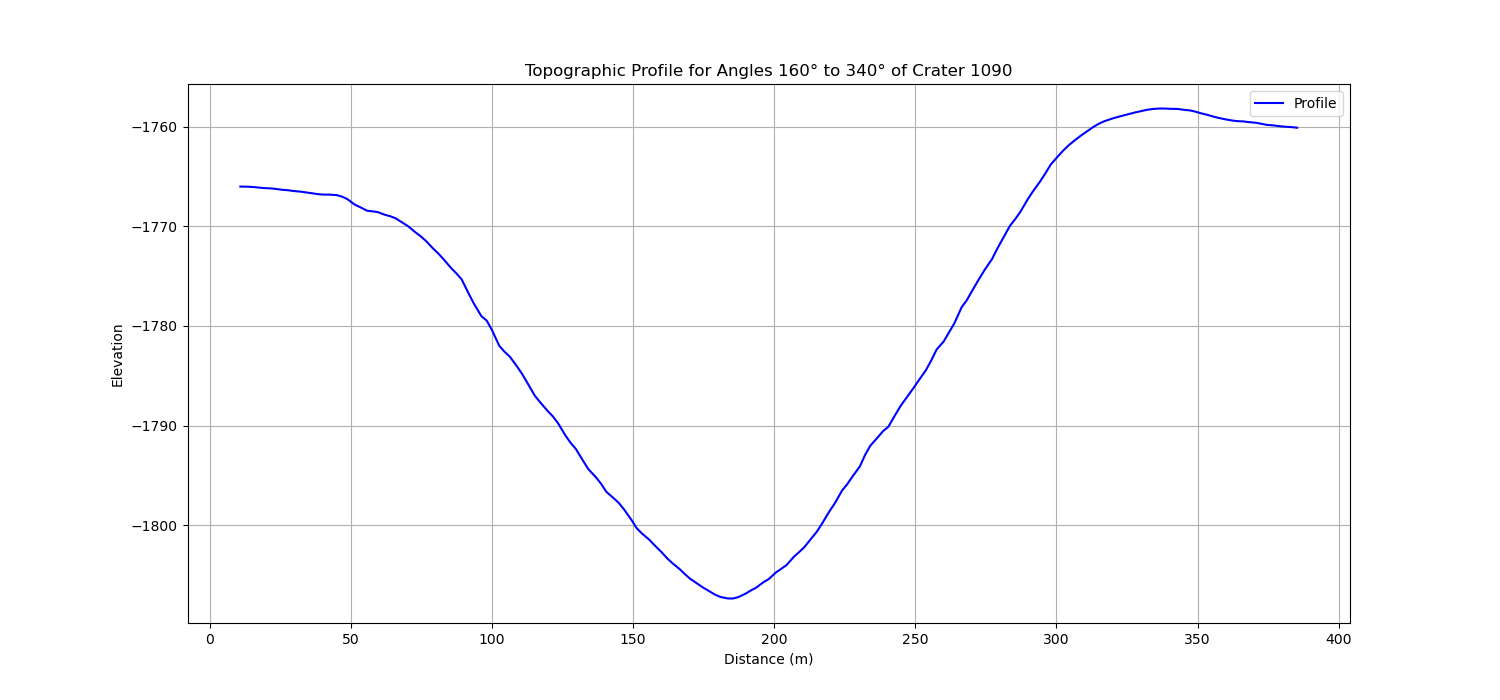 Topographic Profile for Angles 160° to 340° of Crater 1090
Profile
−1760
−1770
−1780
−1790
−1800
Elevation
0 50 100 150 200 250 300 350 400
Distance (m)